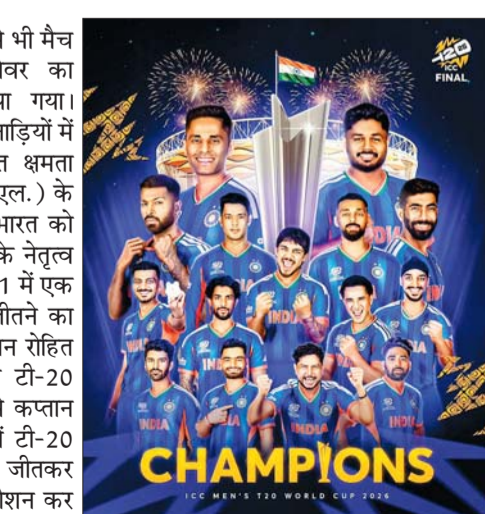 भी मैच
वर का
गया।
ड़ियों में
क्षमता
एल.) के
भारत को
के नेतृत्व
1 में एक
तने का
न रोहित
टी-20
कप्तान
टी-20
जीतकर
शन कर
T20
ICC
FINAL
INDIA
INDIA
INDIA
INDIA
INDIA
INDIA
CHAMPIONS
ICC MEN'S T20 WORLD CUP 2026